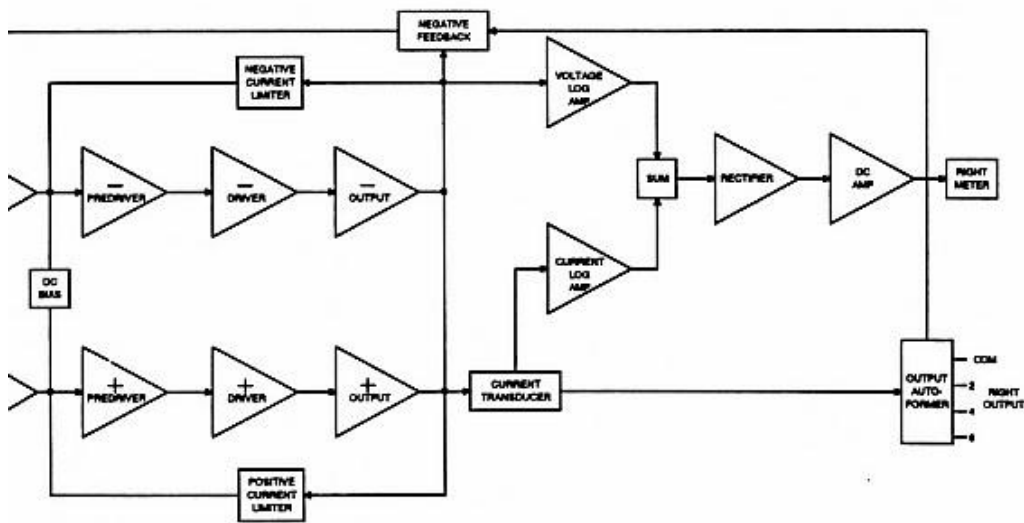 NEGATIVE
FEEDBACK
NEGATIVE
CURRENT
LIMITER
VOLTAGE
LOG
AMP
−
PREDRIVER
−
DRIVER
−
OUTPUT
SUM
RECTIFIER
DC
AMP
RIGHT
METER
DC
BIAS
CURRENT
LOG
AMP
+
PREDRIVER
+
DRIVER
+
OUTPUT
CURRENT
TRANSDUCER
OUTPUT
AUTO-
FORMER
COM
2
4
8
RIGHT
OUTPUT
POSITIVE
CURRENT
LIMITER